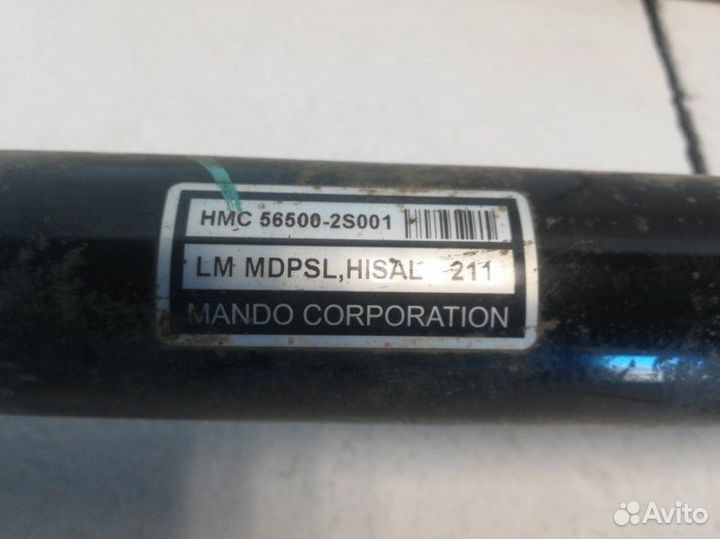 HMC 56500-2S001
LM MDPSL,HISAL 211
MANDO CORPORATION
Avito